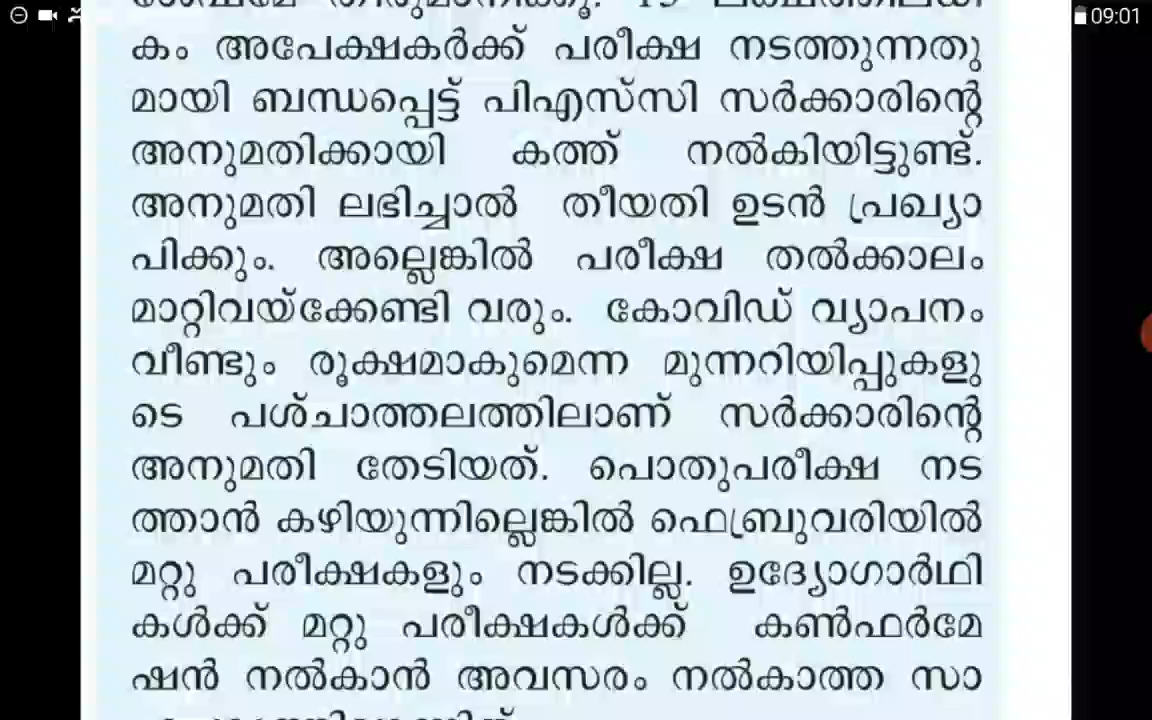 09:01
കം അപേക്ഷകർക്ക് പരീക്ഷ നടത്തുന്നതു
മായി ബന്ധപ്പെട്ട് പിഎസ്‌സി സർക്കാരിന്റെ
അനുമതിക്കായി കത്ത് നൽകിയിട്ടുണ്ട്.
അനുമതി ലഭിച്ചാൽ തീയതി ഉടൻ പ്രഖ്യാ
പിക്കും. അല്ലെങ്കിൽ പരീക്ഷ തൽക്കാലം
മാറ്റിവയ്ക്കേണ്ടി വരും. കോവിഡ് വ്യാപനം
വീണ്ടും രൂക്ഷമാകുമെന്ന മുന്നറിയിപ്പുകളു
ടെ പശ്ചാത്തലത്തിലാണ് സർക്കാരിന്റെ
അനുമതി തേടിയത്. പൊതുപരീക്ഷ നട
ത്താൻ കഴിയുന്നില്ലെങ്കിൽ ഫെബ്രുവരിയിൽ
മറ്റു പരീക്ഷകളും നടക്കില്ല. ഉദ്യോഗാർഥി
കൾക്ക് മറ്റു പരീക്ഷകൾക്ക് കൺഫർമേ
ഷൻ നൽകാൻ അവസരം നൽകാത്ത സാ